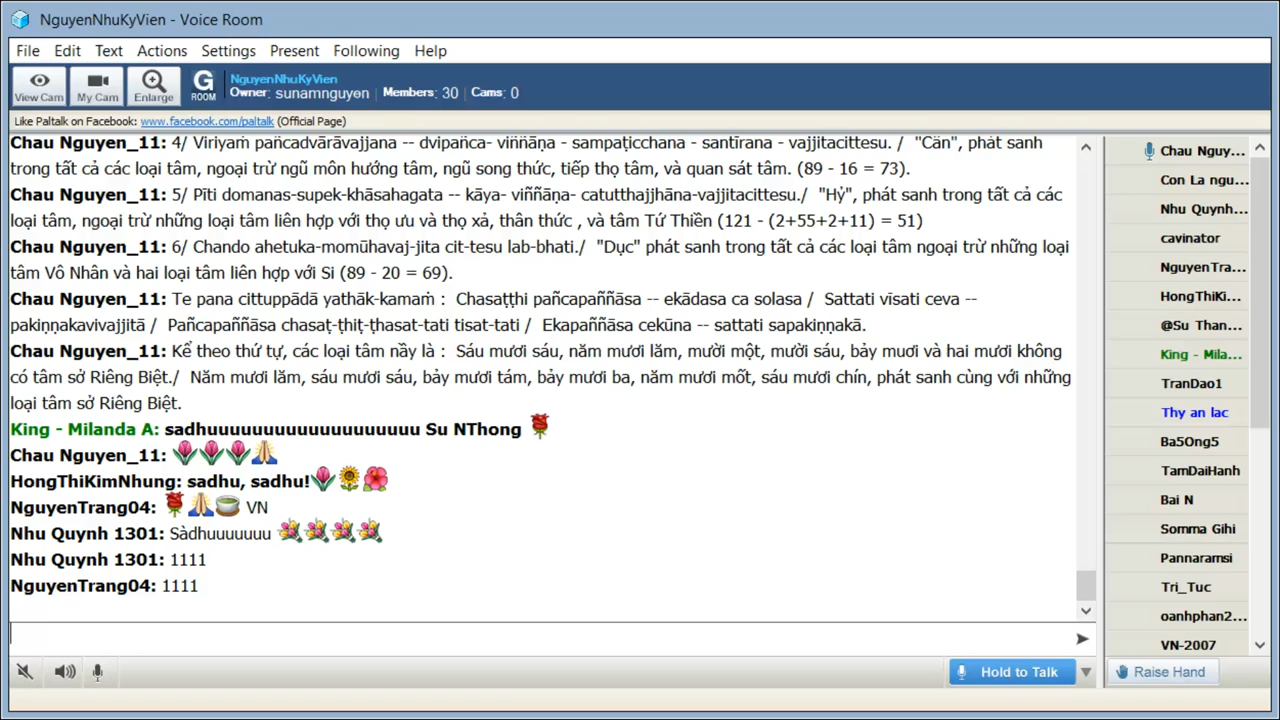 NguyenNhuKyVien - Voice Room
File Edit Text Actions Settings Present Following Help
View Cam My Cam Enlarge G ROOM
NguyenNhuKyVien
Owner: sunamnguyen Members: 30 Cams: 0
Like Paltalk on Facebook: www.facebook.com/paltalk (Official Page)
Chau Nguyen_11: 4/ Viriyaṁ pañcadvārāvajjana -- dvipañca- viññāṇa - sampaṭicchana - santīrana - vajjitacittesu. / "Cần", phát sanh
trong tất cả các loại tâm, ngoại trừ ngũ môn hướng tâm, ngũ song thức, tiếp thọ tâm, và quan sát tâm. (89 - 16 = 73).
Chau Nguyen_11: 5/ Pīti domanas-supek-khāsahagata -- kāya- viññāṇa- catutthajjhāna-vajjitacittesu./ "Hỷ", phát sanh trong tất cả các
loại tâm, ngoại trừ những loại tâm liên hợp với thọ ưu và thọ xả, thân thức , và tâm Tứ Thiền (121 - (2+55+2+11) = 51)
Chau Nguyen_11: 6/ Chando ahetuka-momūhavaj-jita cit-tesu lab-bhati./ "Dục" phát sanh trong tất cả các loại tâm ngoại trừ những loại
tâm Vô Nhân và hai loại tâm liên hợp với Si (89 - 20 = 69).
Chau Nguyen_11: Te pana cittuppādā yathāk-kamaṁ : Chasaṭṭhi pañcapaññāsa -- ekādasa ca solasa / Sattati vīsati ceva --
pakiṇṇakavivajjitā / Pañcapaññāsa chasaṭ-ṭhiṭ-ṭhasat-tati tisat-tati / Ekapaññāsa cekūna -- sattati sapakiṇṇakā.
Chau Nguyen_11: Kể theo thứ tự, các loại tâm nầy là : Sáu mươi sáu, năm mươi lăm, mười một, mười sáu, bảy muơi và hai mươi không
có tâm sở Riêng Biệt./ Năm mươi lăm, sáu mươi sáu, bảy mươi tám, bảy mươi ba, năm mươi mốt, sáu mươi chín, phát sanh cùng với những
loại tâm sở Riêng Biệt.
King - Milanda A: sadhuuuuuuuuuuuuuuuuuuu Su NThong
Chau Nguyen_11:
HongThiKimNhung: sadhu, sadhu!
NguyenTrang04: VN
Nhu Quynh 1301: Sàdhuuuuuuu
Nhu Quynh 1301: 1111
NguyenTrang04: 1111
Hold to Talk
Chau Nguy...
Con La ngu...
Nhu Quynh...
cavinator
NguyenTra...
HongThiKi...
@Su Than...
King - Mila...
TranDao1
Thy an lac
Ba5Ong5
TamDaiHanh
Bai N
Somma Gihi
Pannaramsi
Tri_Tuc
oanhphan2...
VN-2007
Raise Hand